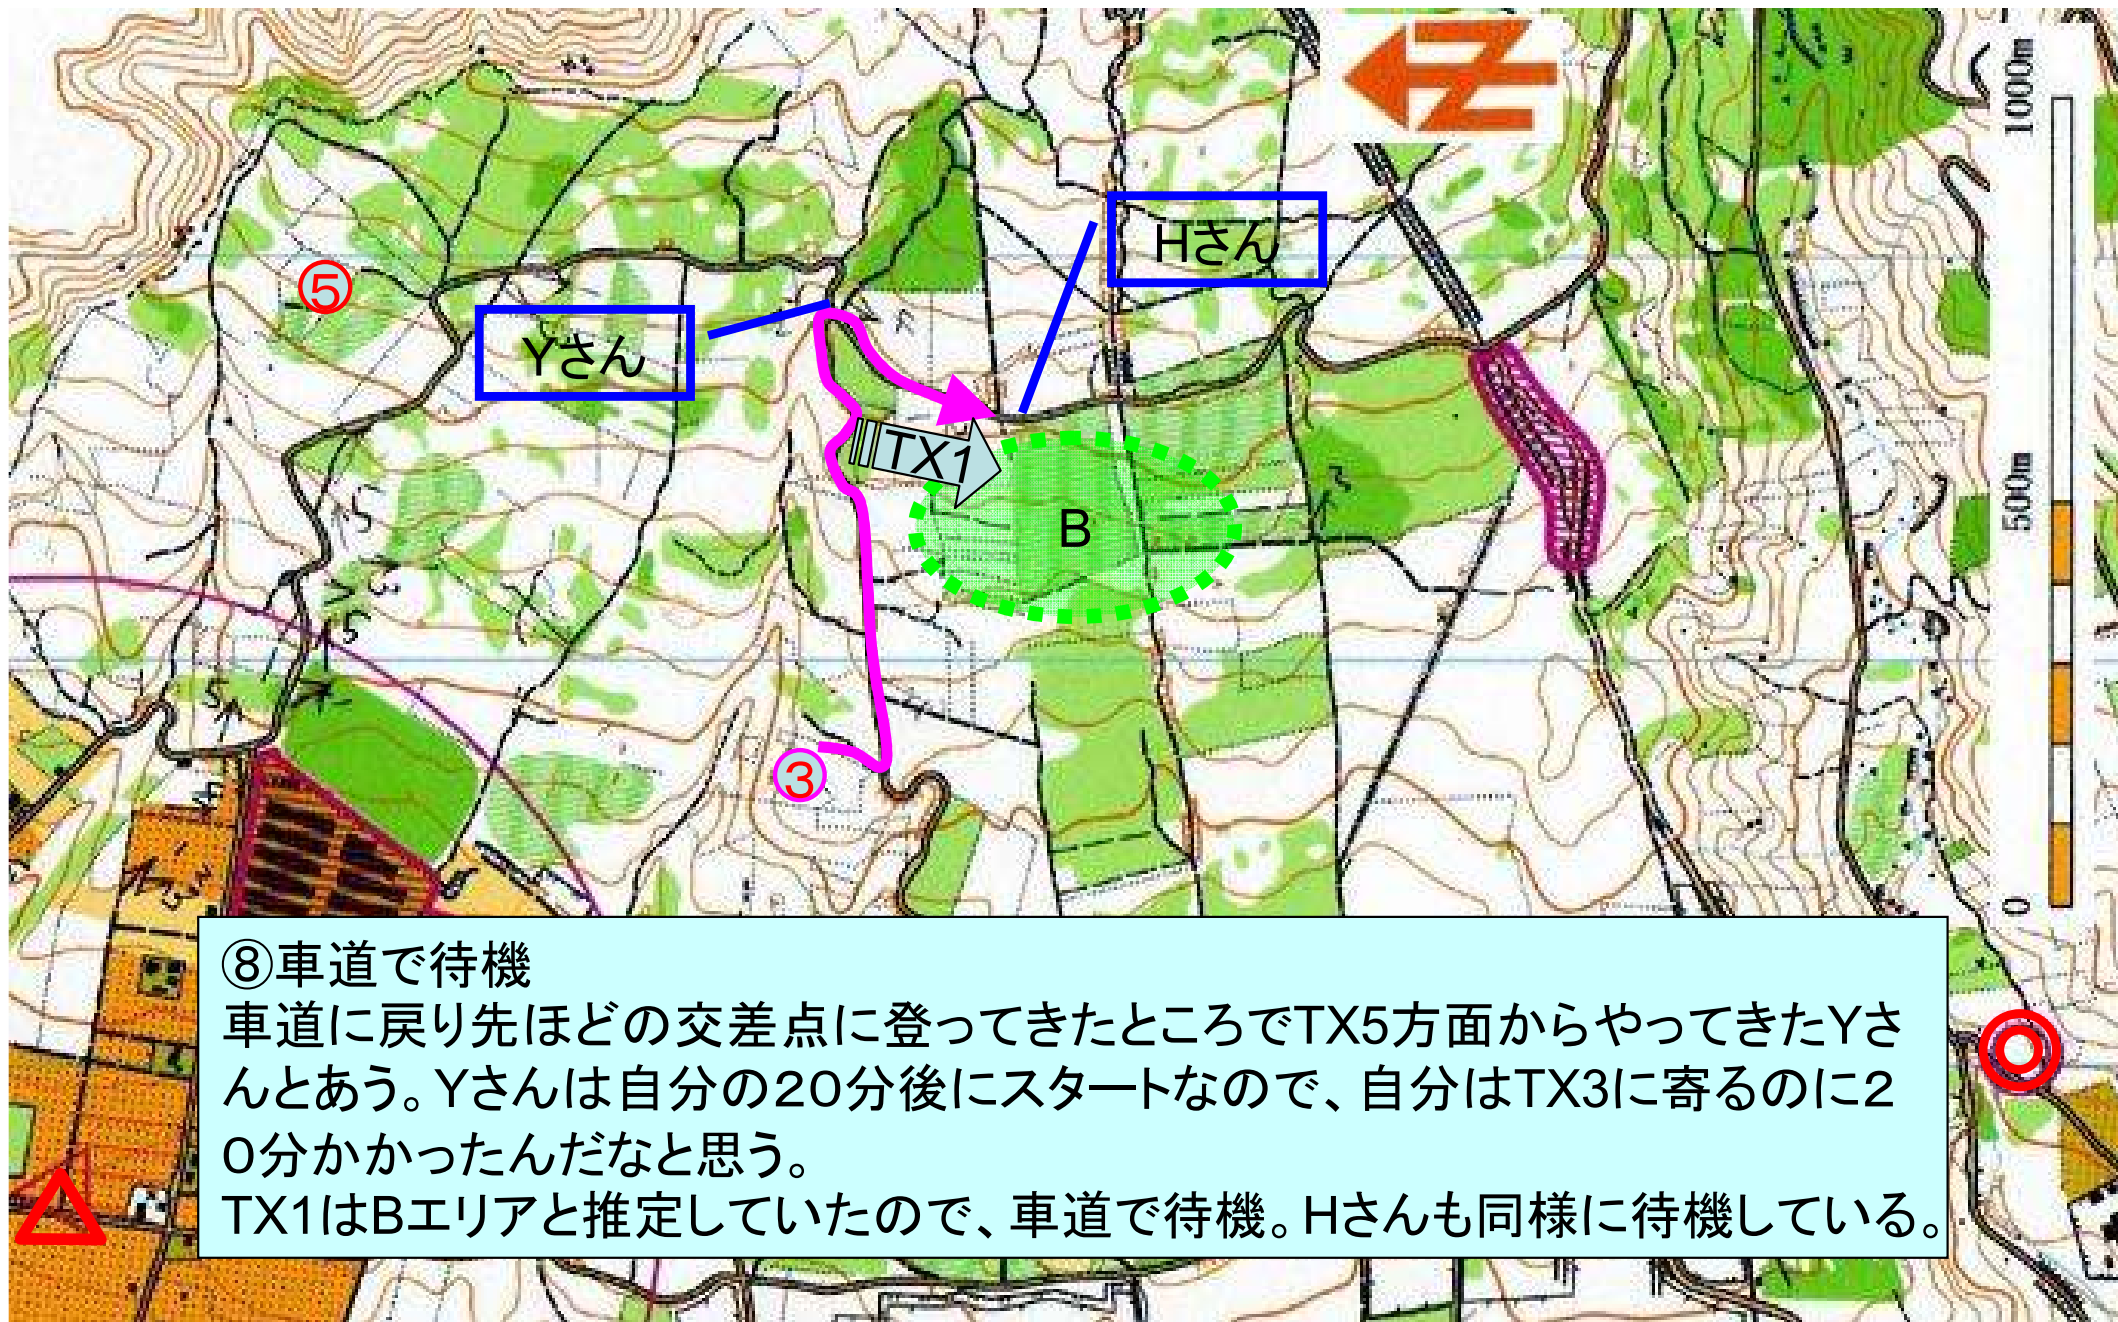 N
1000m
Hさん
⑤
Yさん
TX1
500m
B
③
0
⑧車道で待機
車道に戻り先ほどの交差点に登ってきたところでTX5方面からやってきたYさ
んとあう。Yさんは自分の２０分後にスタートなので、自分はTX3に寄るのに２
０分かかったんだなと思う。
TX1はBエリアと推定していたので、車道で待機。Hさんも同様に待機している。